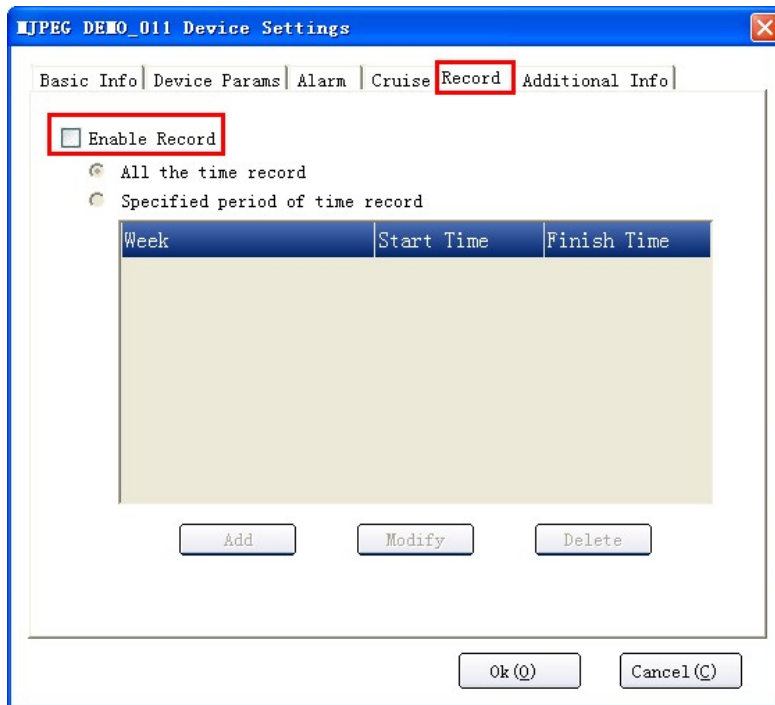 MJPEG DEMO_011 Device Settings
Basic Info Device Params Alarm Cruise Record Additional Info
Enable Record
All the time record
Specified period of time record
Week Start Time Finish Time
Add Modify Delete
Ok(O) Cancel(C)